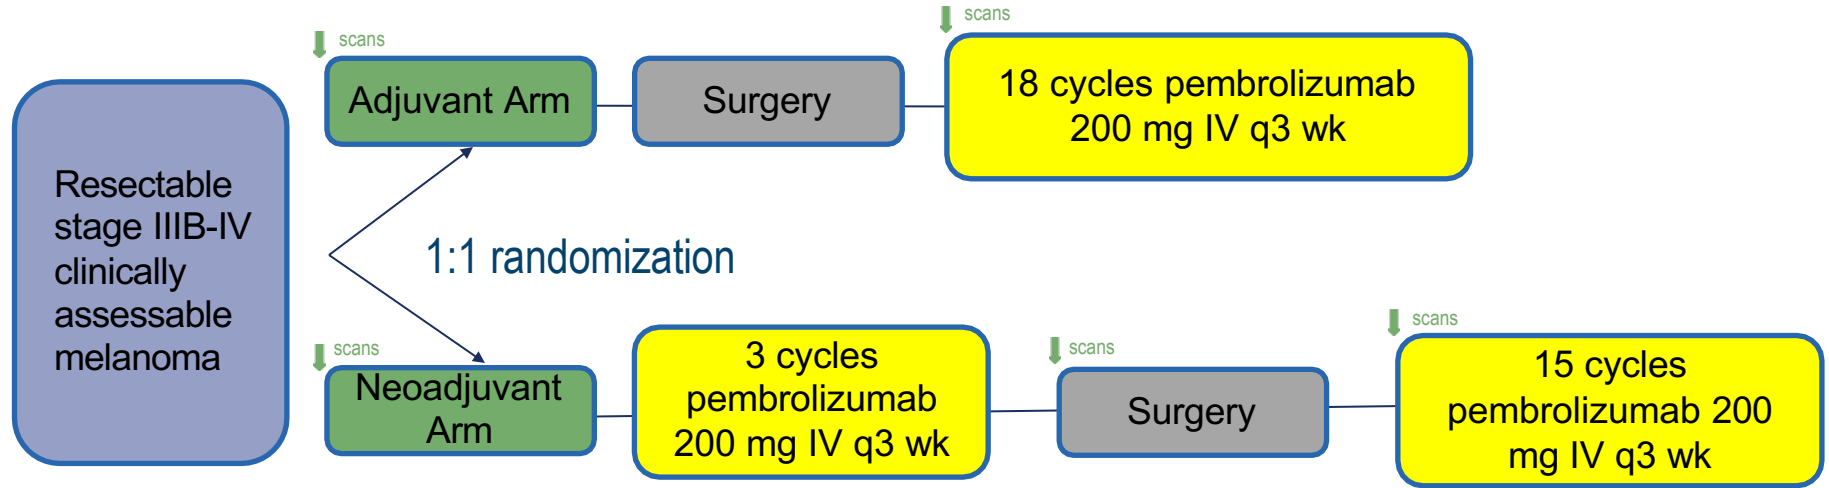 scans
scans
Adjuvant Arm
Surgery
18 cycles pembrolizumab
200 mg IV q3 wk
Resectable
stage IIIB-IV
clinically
assessable
melanoma
1:1 randomization
scans
scans
scans
Neoadjuvant
Arm
3 cycles
pembrolizumab
200 mg IV q3 wk
Surgery
15 cycles
pembrolizumab 200
mg IV q3 wk